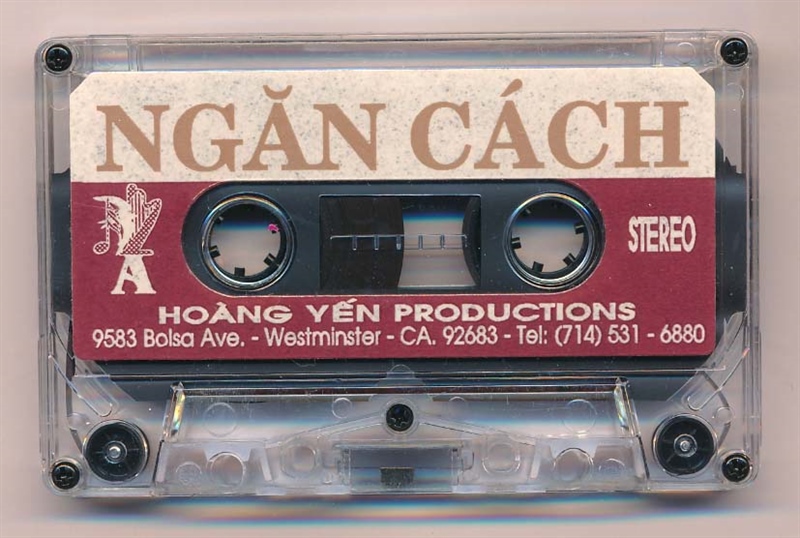 NGĂN CÁCH
STEREO
A
HOÀNG YẾN PRODUCTIONS
9583 Bolsa Ave. - Westminster - CA. 92683 - Tel: (714) 531 - 6880